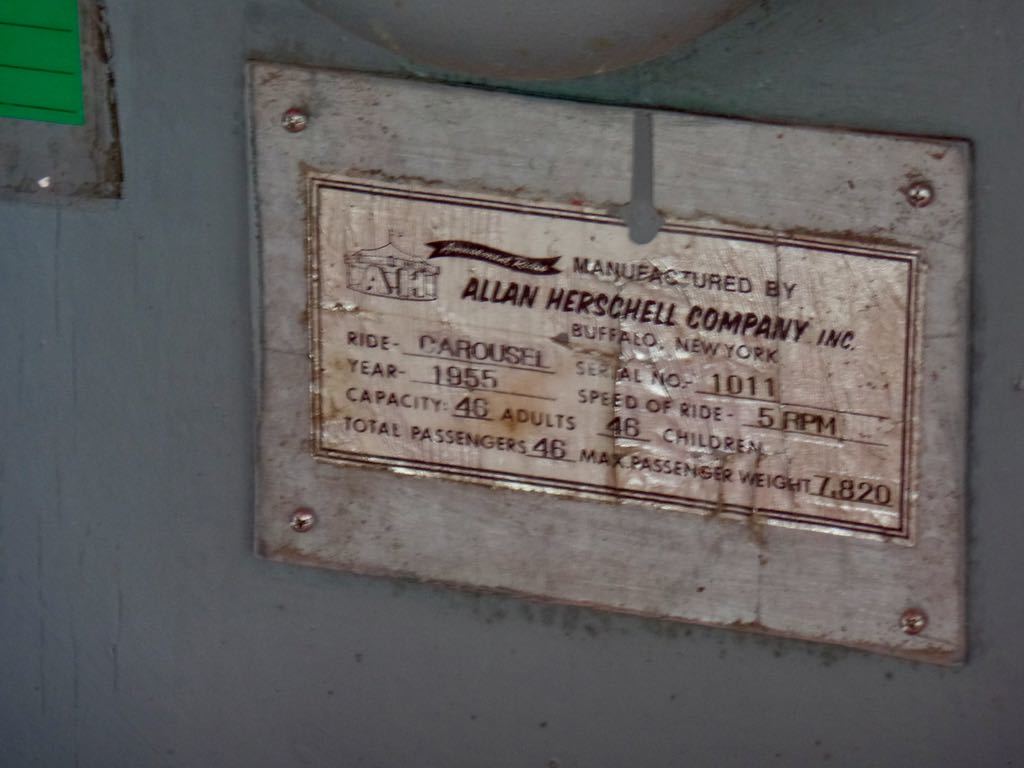 Amusement Rides
AH
MANUFACTURED BY
ALLAN HERSCHELL COMPANY INC.
BUFFALO, NEW YORK
RIDE- CAROUSEL SERIAL NO.- 1011
YEAR- 1955 SPEED OF RIDE- 5 RPM
CAPACITY: 46 ADULTS 46 CHILDREN
TOTAL PASSENGERS 46 MAX. PASSENGER WEIGHT 7,820